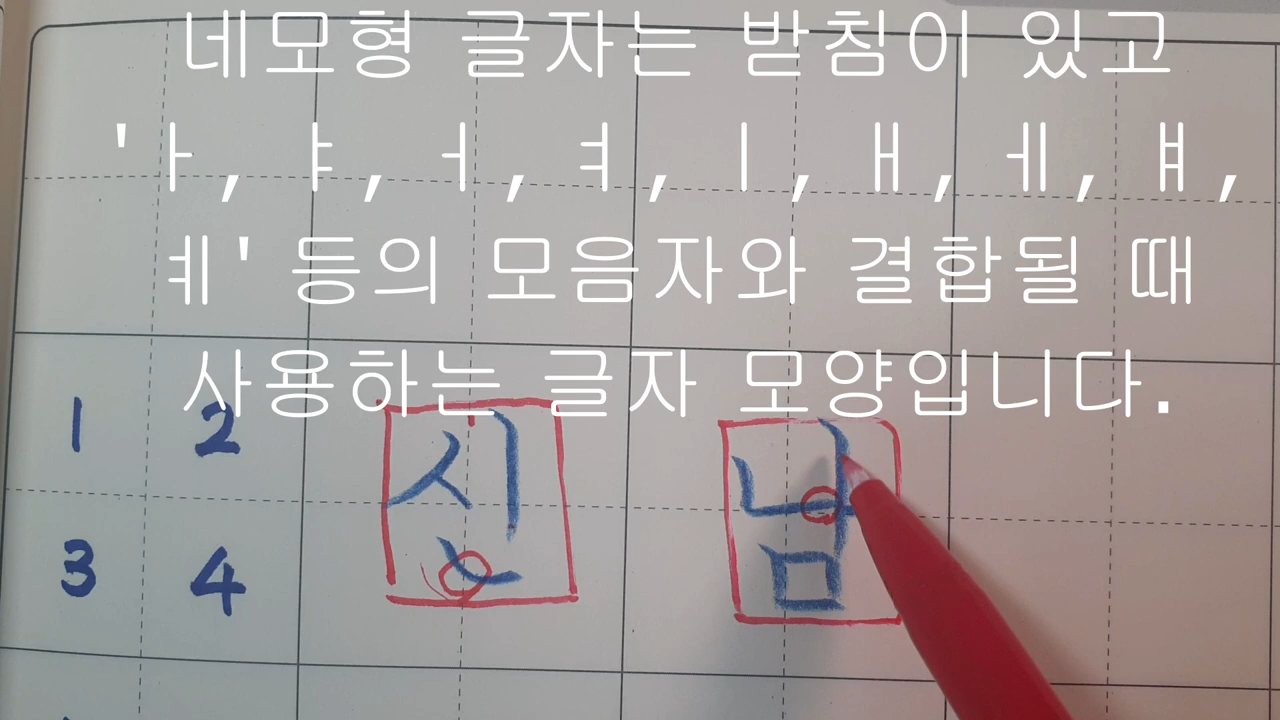 네모형 글자는 받침이 있고
'ㅏ, ㅑ, ㅓ, ㅕ, ㅣ, ㅐ, ㅔ, ㅒ,
ㅖ' 등의 모음자와 결합될 때
사용하는 글자 모양입니다.
1 2 신 남
3 4